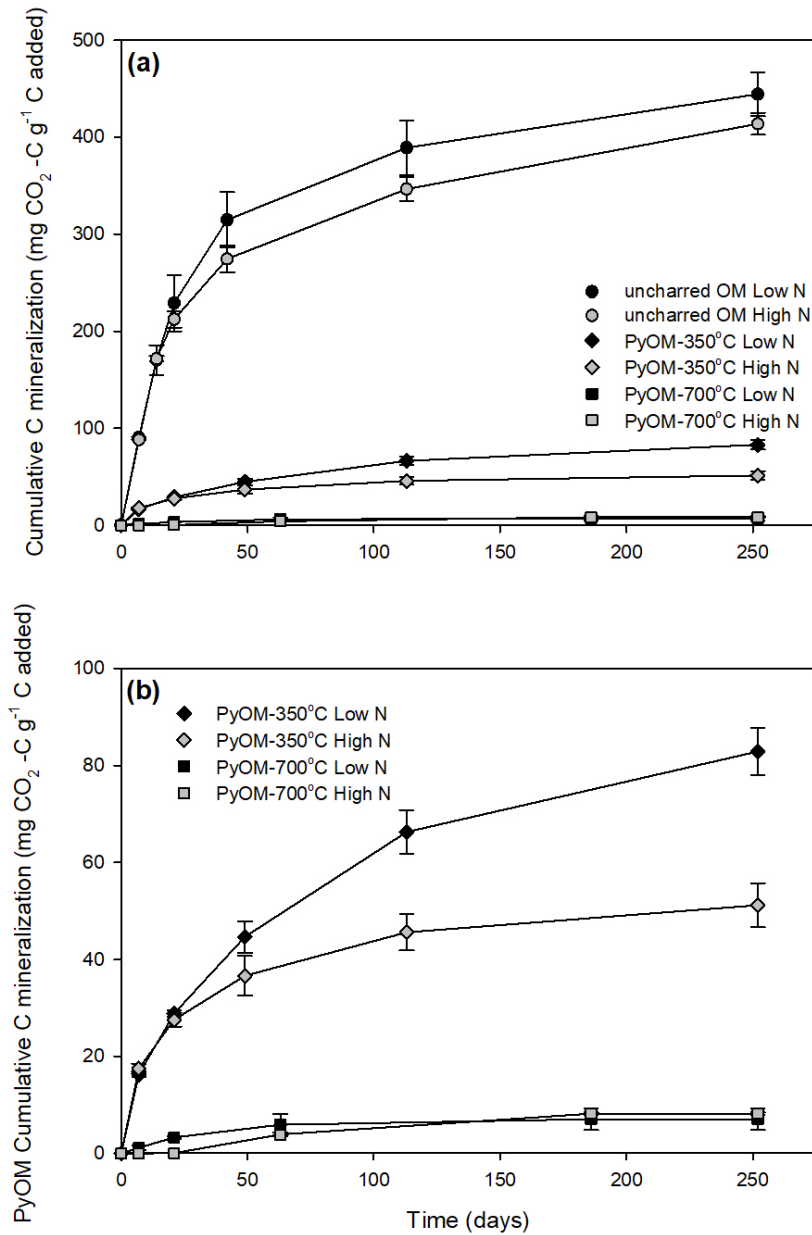 (a)
Cumulative C mineralization (mg CO₂ -C g⁻¹ C added)
500
400
300
200
100
0
uncharred OM Low N
uncharred OM High N
PyOM-350°C Low N
PyOM-350°C High N
PyOM-700°C Low N
PyOM-700°C High N
0 50 100 150 200 250
(b)
PyOM Cumulative C mineralization (mg CO₂ -C g⁻¹ C added)
100
80
60
40
20
0
PyOM-350°C Low N
PyOM-350°C High N
PyOM-700°C Low N
PyOM-700°C High N
0 50 100 150 200 250
Time (days)